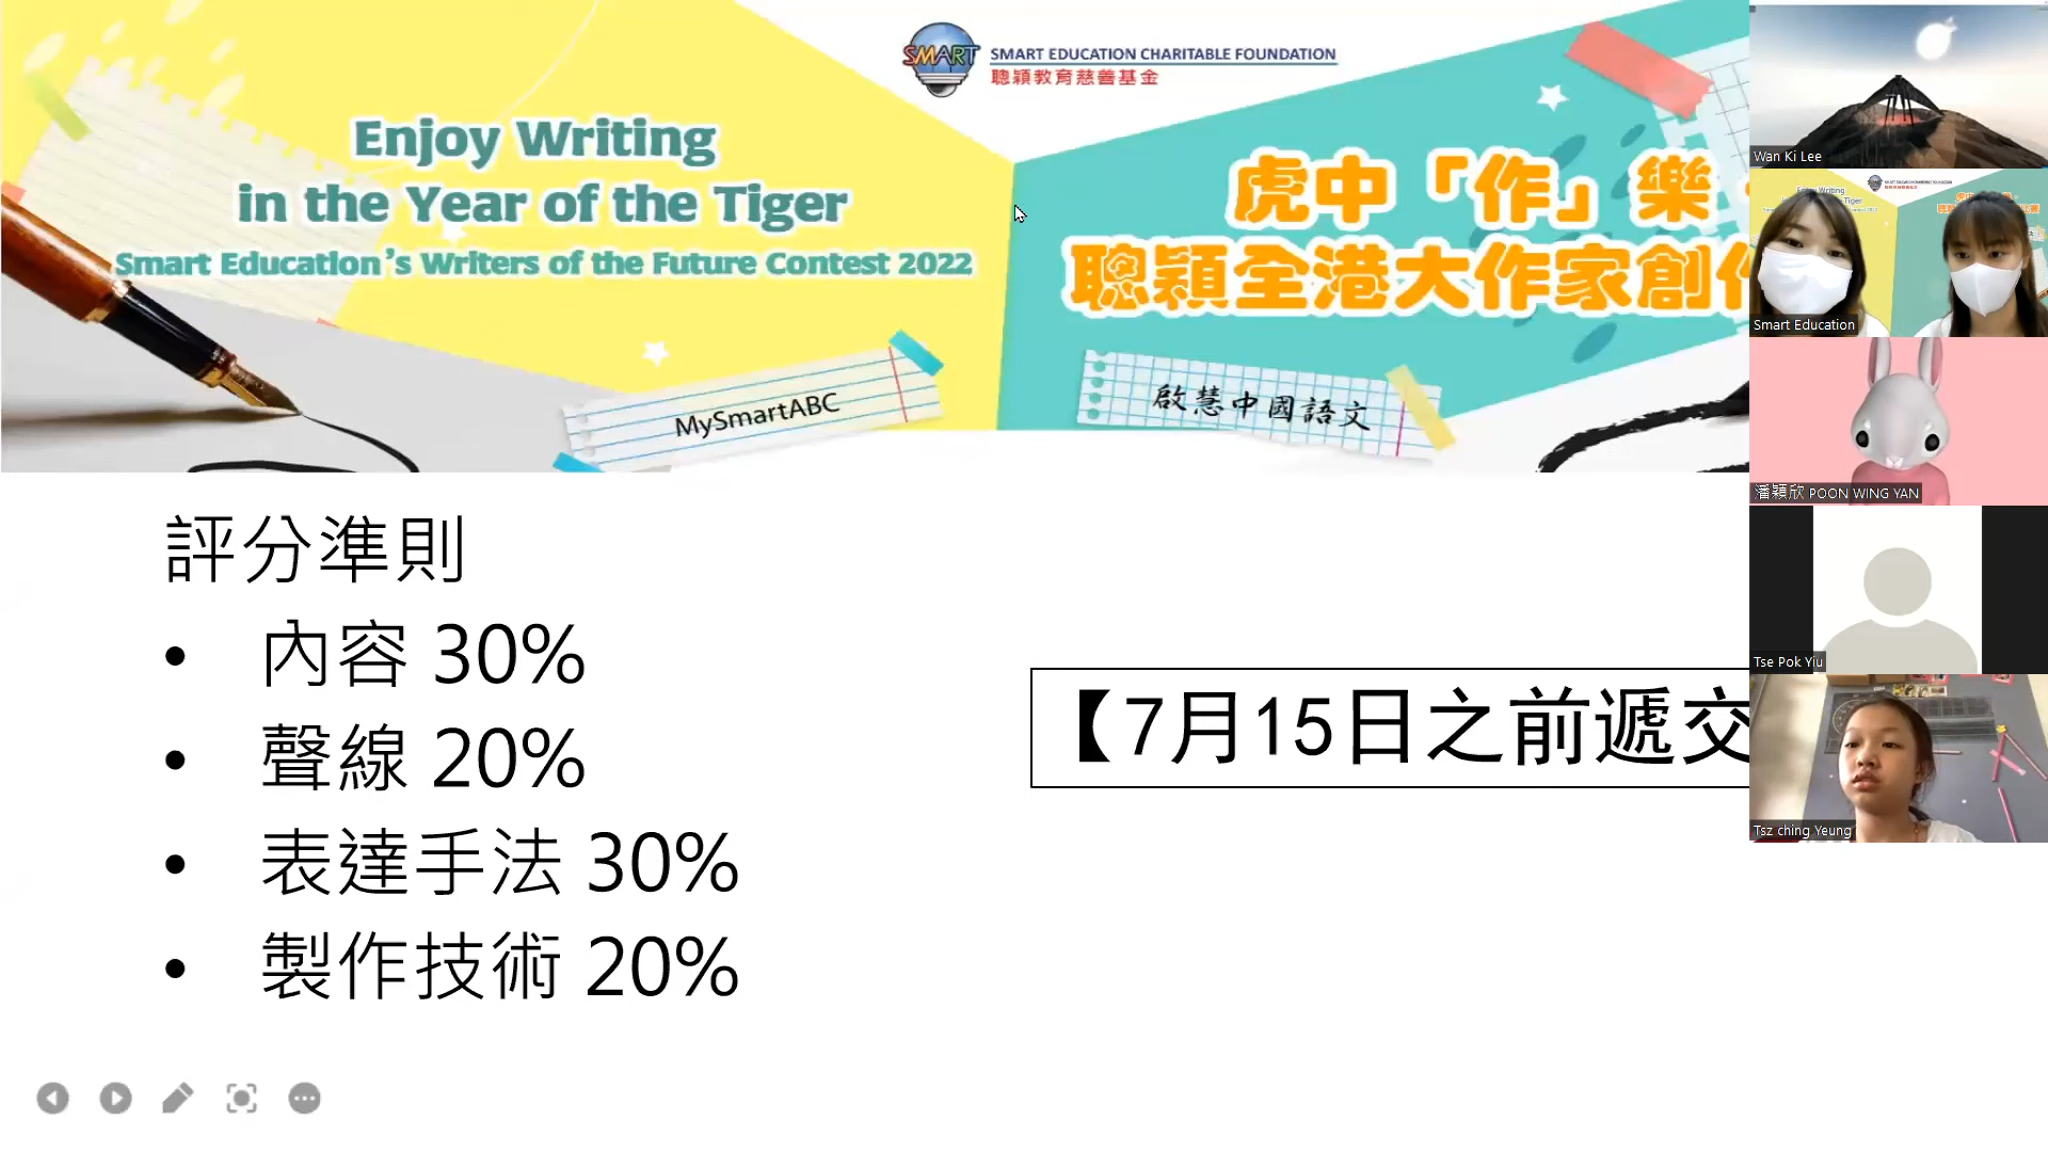 SMART
SMART EDUCATION CHARITABLE FOUNDATION
聰穎教育慈善基金
Enjoy Writing
in the Year of the Tiger
Smart Education's Writers of the Future Contest 2022
虎中「作」樂
聰穎全港大作家創作
MySmartABC
啟慧中國語文
評分準則
• 內容 30%
• 聲線 20%
• 表達手法 30%
• 製作技術 20%
【7月15日之前遞交
Wan Ki Lee
Smart Education
潘穎欣 POON WING YAN
Tse Pok Yiu
Tsz ching Yeung